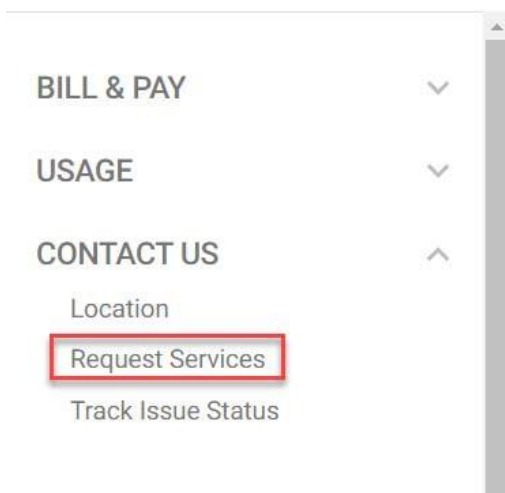 BILL & PAY
USAGE
CONTACT US
Location
Request Services
Track Issue Status